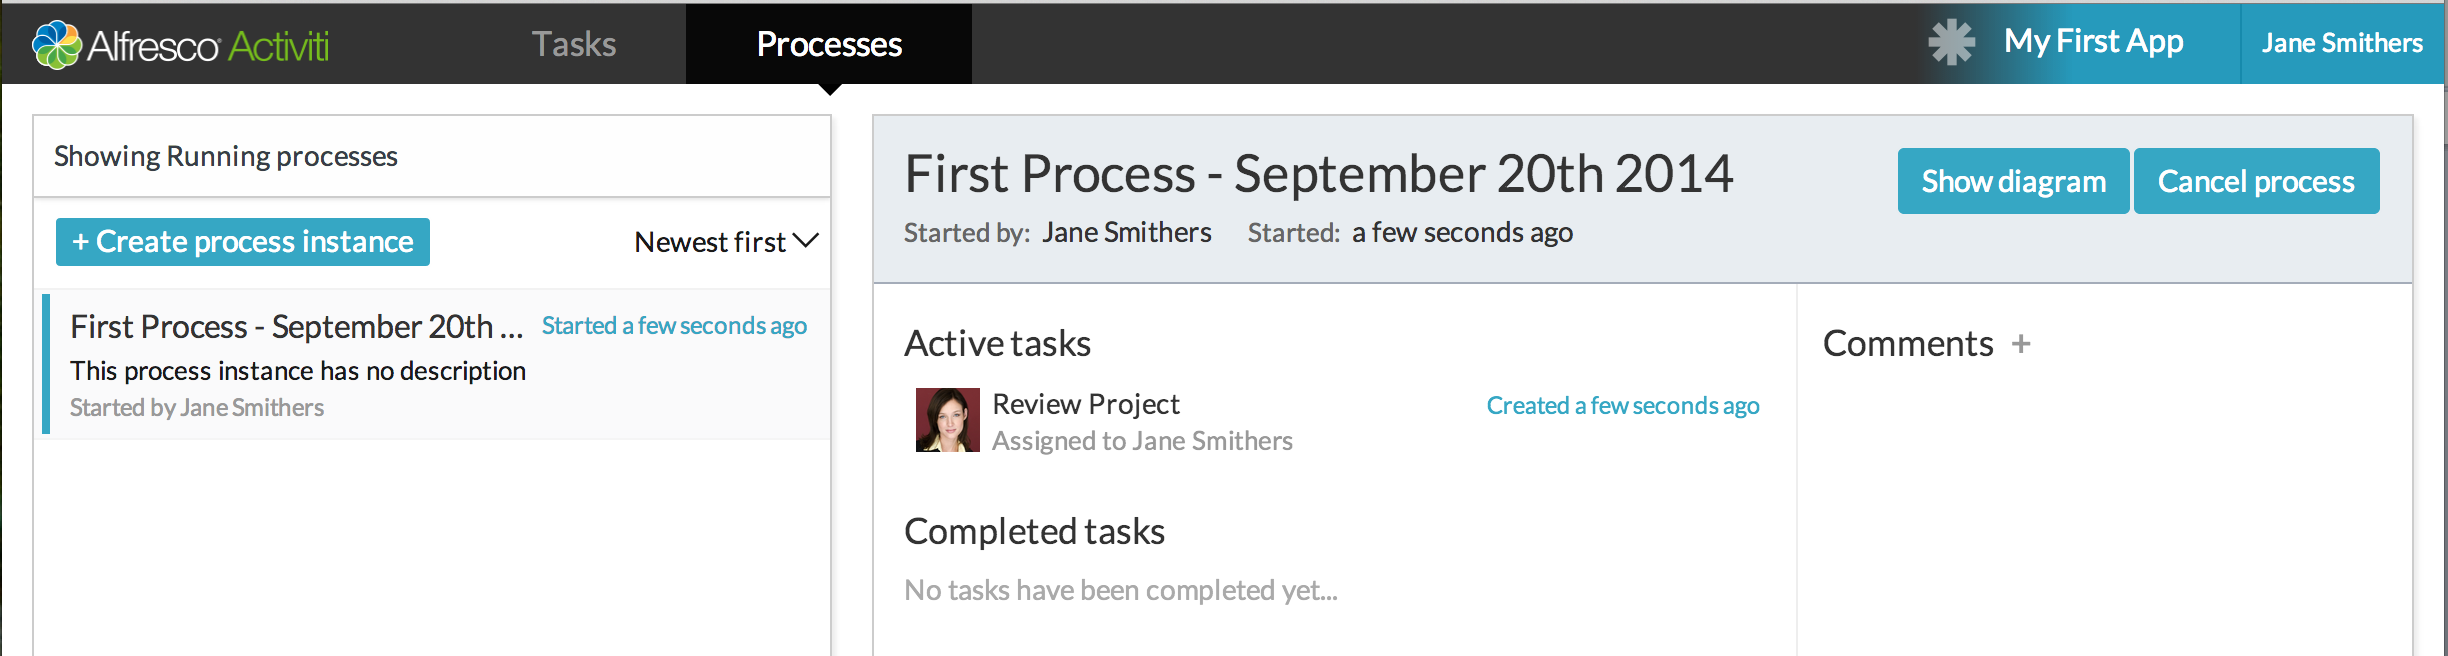 Alfresco Activiti
Tasks
Processes
My First App
Jane Smithers
Showing Running processes
+ Create process instance
Newest first
First Process - September 20th ...
Started a few seconds ago
This process instance has no description
Started by Jane Smithers
First Process - September 20th 2014
Started by: Jane Smithers Started: a few seconds ago
Show diagram
Cancel process
Active tasks
Review Project
Created a few seconds ago
Assigned to Jane Smithers
Completed tasks
No tasks have been completed yet...
Comments +